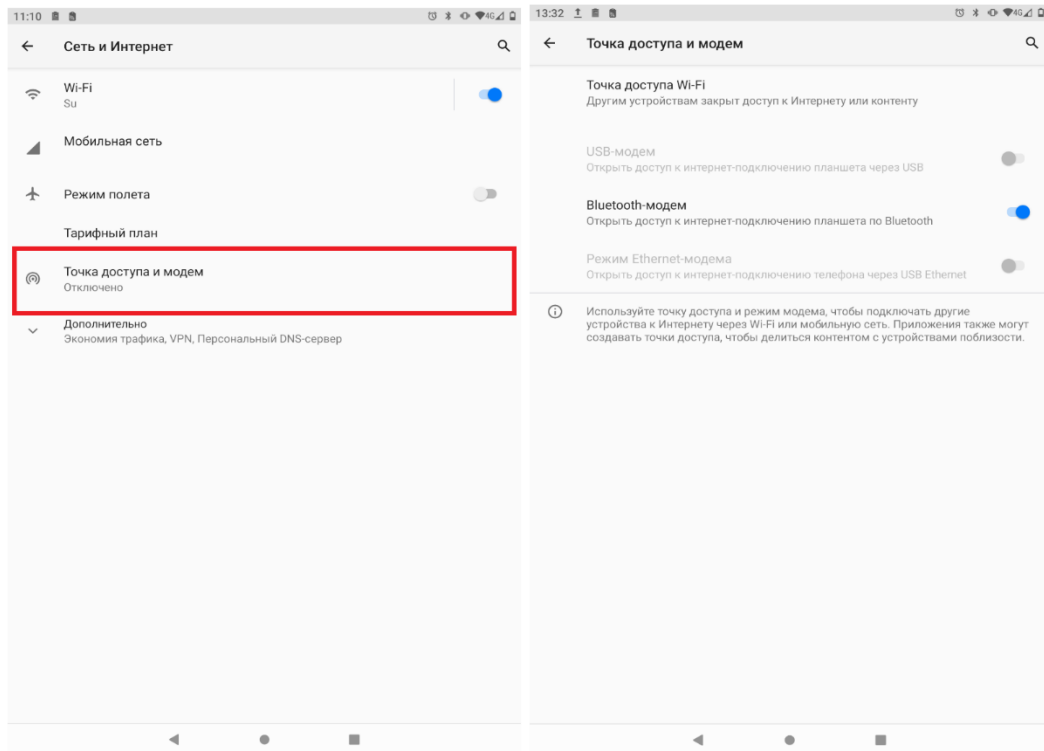 11:10
4G
Сеть и Интернет
Wi-Fi
Su
Мобильная сеть
Режим полета
Тарифный план
Точка доступа и модем
Отключено
Дополнительно
Экономия трафика, VPN, Персональный DNS-сервер
13:32
4G
Точка доступа и модем
Точка доступа Wi-Fi
Другим устройствам закрыт доступ к Интернету или контенту
USB-модем
Открыть доступ к интернет-подключению планшета через USB
Bluetooth-модем
Открыть доступ к интернет-подключению планшета по Bluetooth
Режим Ethernet-модема
Открыть доступ к интернет-подключению телефона через USB Ethernet
Используйте точку доступа и режим модема, чтобы подключать другие
устройства к Интернету через Wi-Fi или мобильную сеть. Приложения также могут
создавать точки доступа, чтобы делиться контентом с устройствами поблизости.